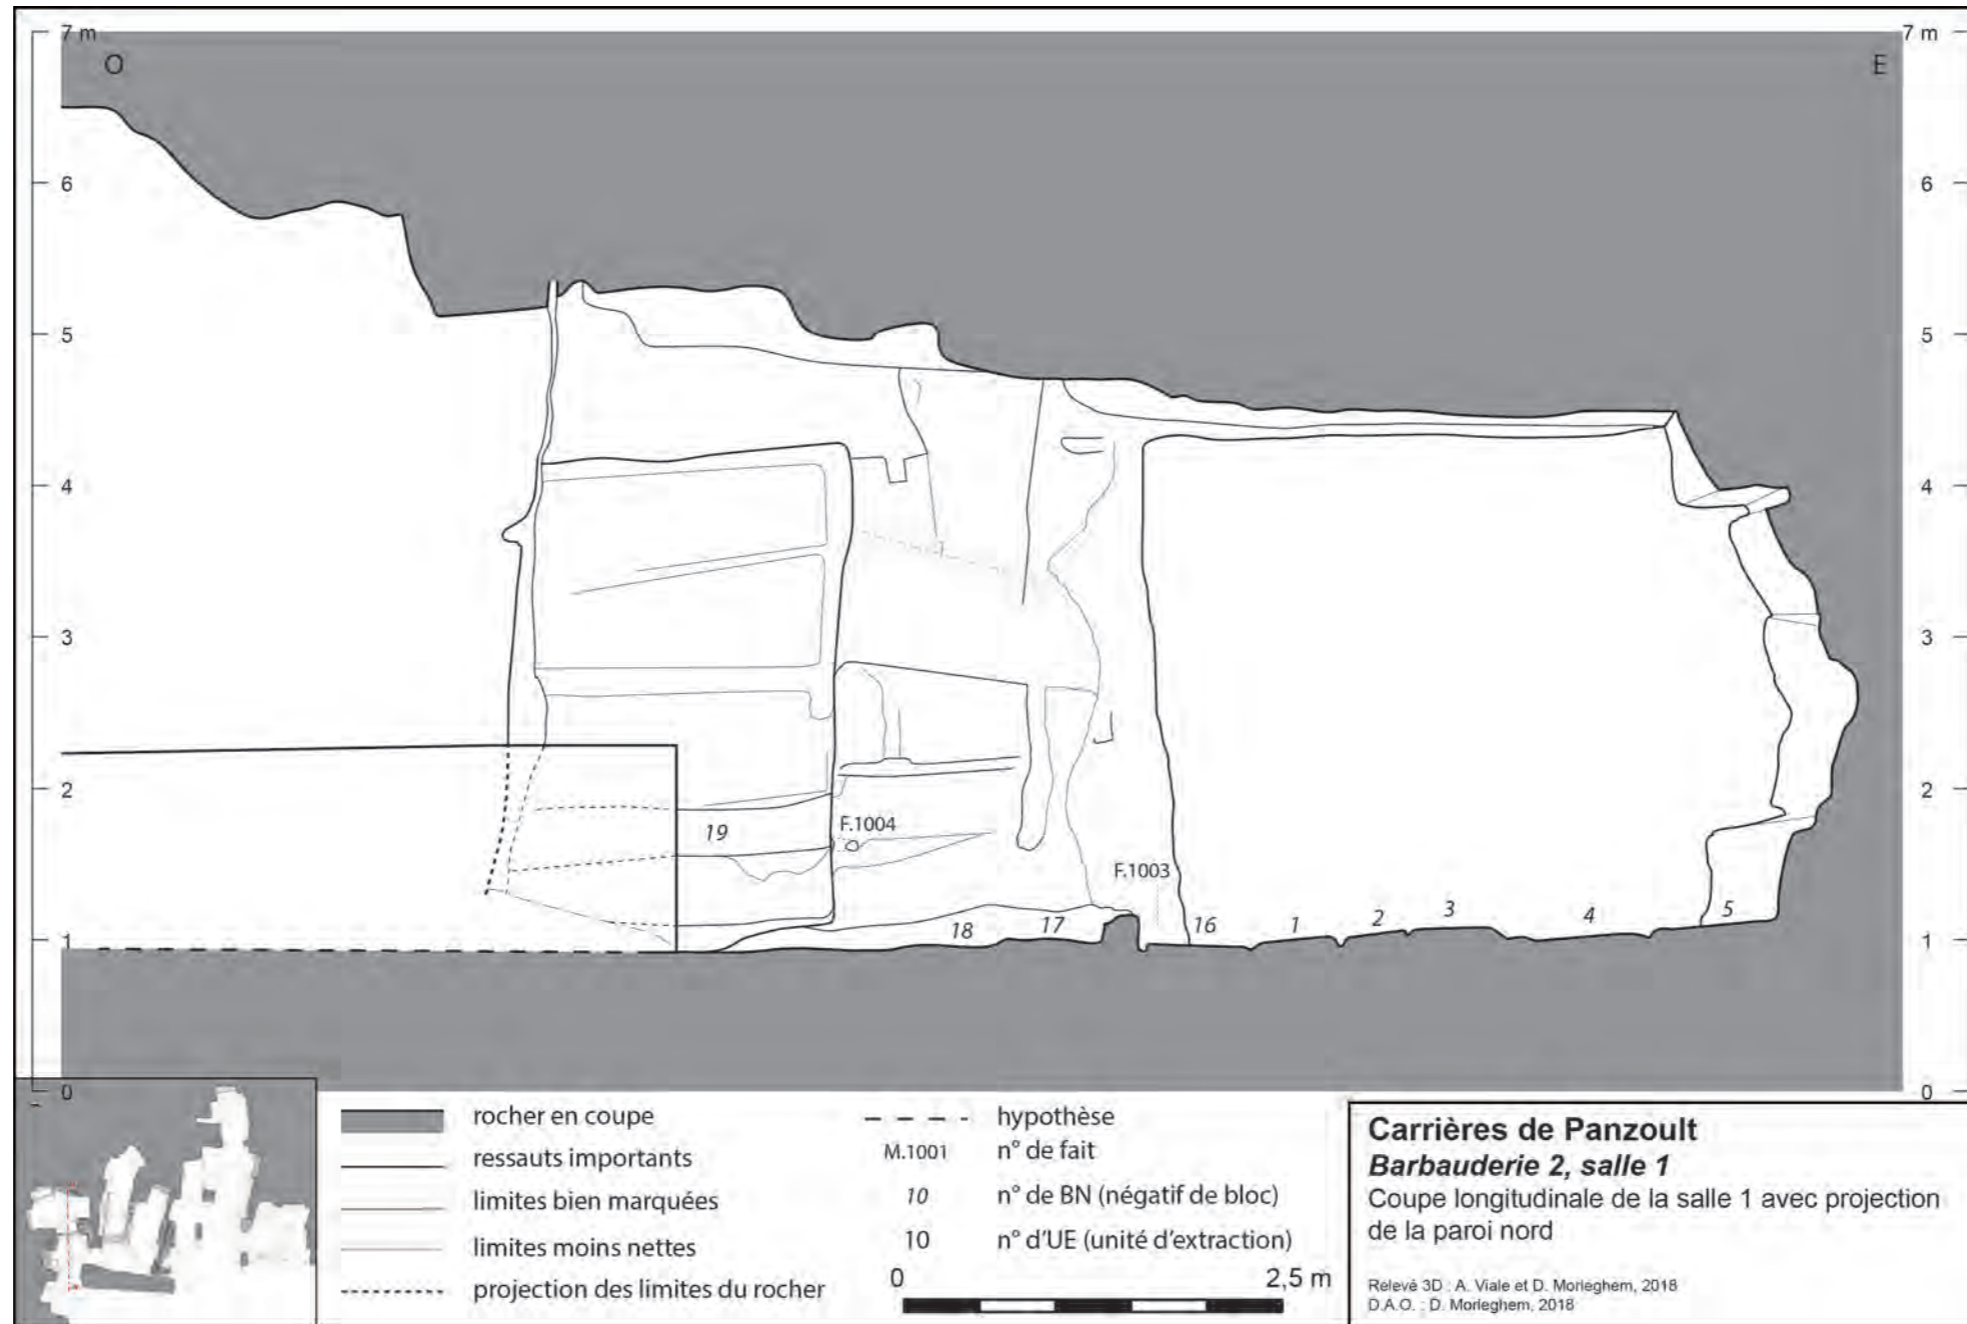 7 m
7 m
O
E
6
6
5
5
4
4
3
3
2
2
19
F.1004
F.1003
18
17
16
1
2
3
4
5
1
1
0
0
rocher en coupe
ressauts importants
limites bien marquées
limites moins nettes
projection des limites du rocher
hypothèse
M.1001 n° de fait
10 n° de BN (négatif de bloc)
10 n° d'UE (unité d'extraction)
0 2,5 m
Carrières de Panzoult
Barbauderie 2, salle 1
Coupe longitudinale de la salle 1 avec projection
de la paroi nord
Relevé 3D : A. Viale et D. Morleghem, 2018
D.A.O. : D. Morleghem, 2018